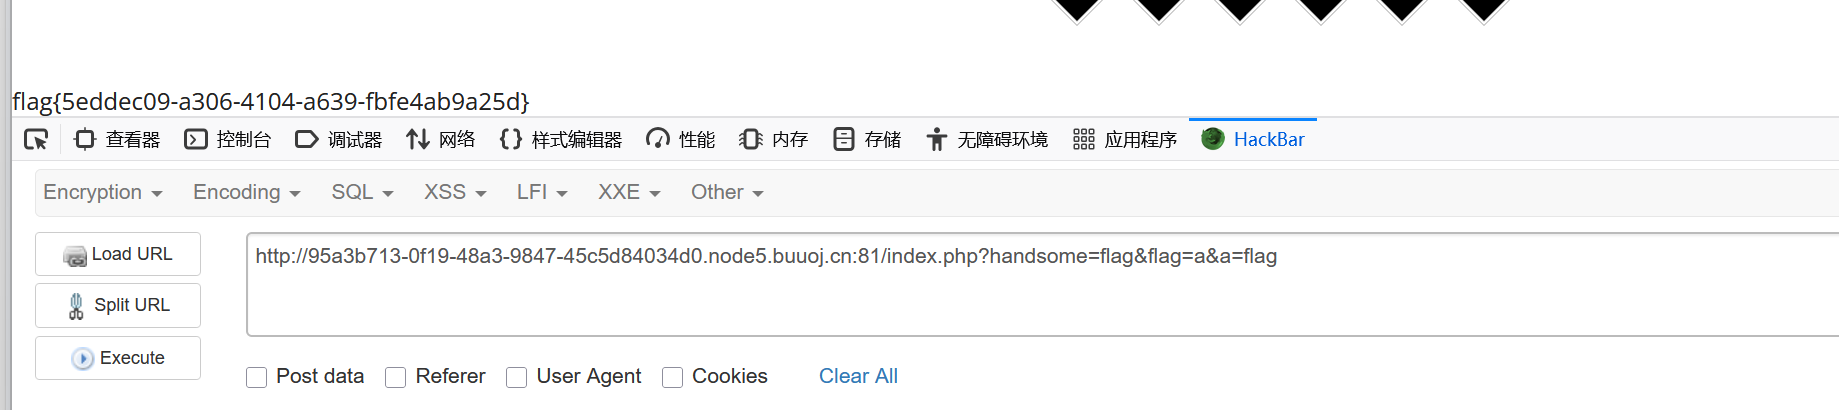 flag{5eddec09-a306-4104-a639-fbfe4ab9a25d}
查看器 控制台 调试器 网络 {} 样式编辑器 性能 内存 存储 无障碍环境 应用程序 HackBar
Encryption Encoding SQL XSS LFI XXE Other
Load URL http://95a3b713-0f19-48a3-9847-45c5d84034d0.node5.buuoj.cn:81/index.php?handsome=flag&flag=a&a=flag
Split URL
Execute
Post data Referer User Agent Cookies Clear All